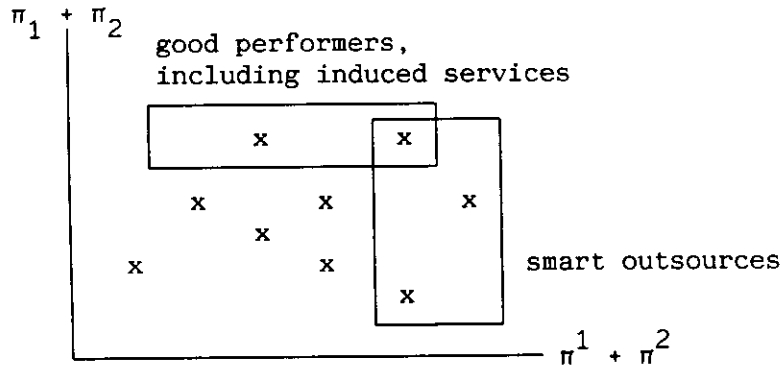 π₁ + π₂
good performers,
including induced services
x x
x x x
x
x x
x
smart outsources
π¹ + π²